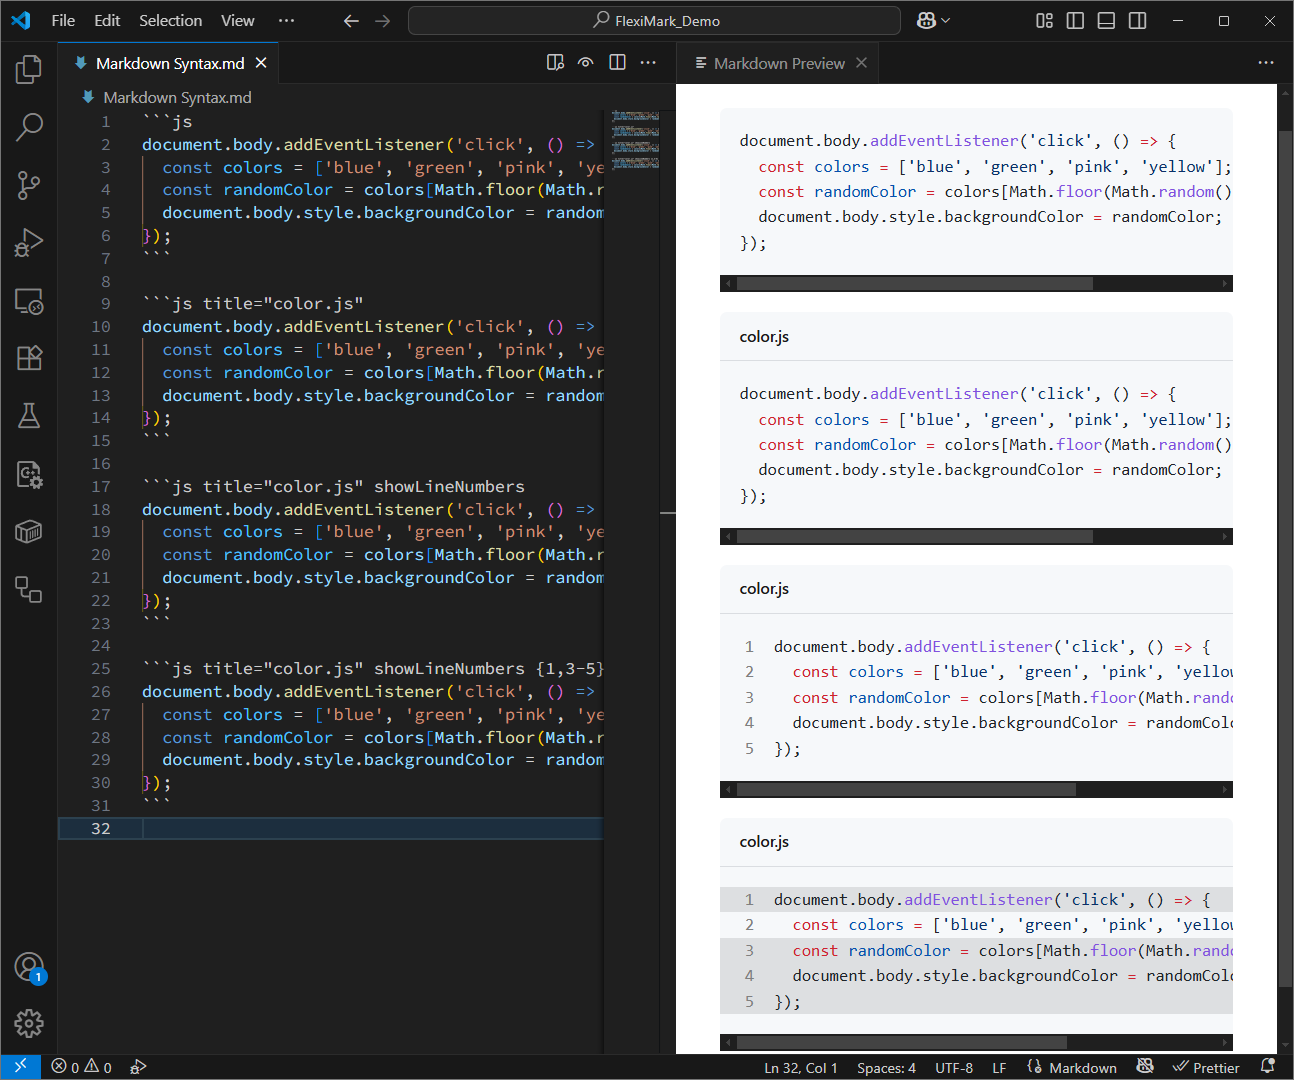 File Edit Selection View ··· FlexiMark_Demo
Markdown Syntax.md
Markdown Preview
Markdown Syntax.md
1 ```js
2 document.body.addEventListener('click', () =>
3 const colors = ['blue', 'green', 'pink', 'ye
4 const randomColor = colors[Math.floor(Math.r
5 document.body.style.backgroundColor = random
6 });
7 ```
8
9 ```js title="color.js"
10 document.body.addEventListener('click', () =>
11 const colors = ['blue', 'green', 'pink', 'ye
12 const randomColor = colors[Math.floor(Math.r
13 document.body.style.backgroundColor = random
14 });
15 ```
16
17 ```js title="color.js" showLineNumbers
18 document.body.addEventListener('click', () =>
19 const colors = ['blue', 'green', 'pink', 'ye
20 const randomColor = colors[Math.floor(Math.r
21 document.body.style.backgroundColor = random
22 });
23 ```
24
25 ```js title="color.js" showLineNumbers {1,3-5}
26 document.body.addEventListener('click', () =>
27 const colors = ['blue', 'green', 'pink', 'ye
28 const randomColor = colors[Math.floor(Math.r
29 document.body.style.backgroundColor = random
30 });
31 ```
32
document.body.addEventListener('click', () => {
const colors = ['blue', 'green', 'pink', 'yellow'];
const randomColor = colors[Math.floor(Math.random()
document.body.style.backgroundColor = randomColor;
});
color.js
document.body.addEventListener('click', () => {
const colors = ['blue', 'green', 'pink', 'yellow'];
const randomColor = colors[Math.floor(Math.random()
document.body.style.backgroundColor = randomColor;
});
color.js
1 document.body.addEventListener('click', () => {
2 const colors = ['blue', 'green', 'pink', 'yellow
3 const randomColor = colors[Math.floor(Math.rando
4 document.body.style.backgroundColor = randomColo
5 });
color.js
1 document.body.addEventListener('click', () => {
2 const colors = ['blue', 'green', 'pink', 'yellow
3 const randomColor = colors[Math.floor(Math.rando
4 document.body.style.backgroundColor = randomColo
5 });
1
0 0 Ln 32, Col 1 Spaces: 4 UTF-8 LF Markdown Prettier